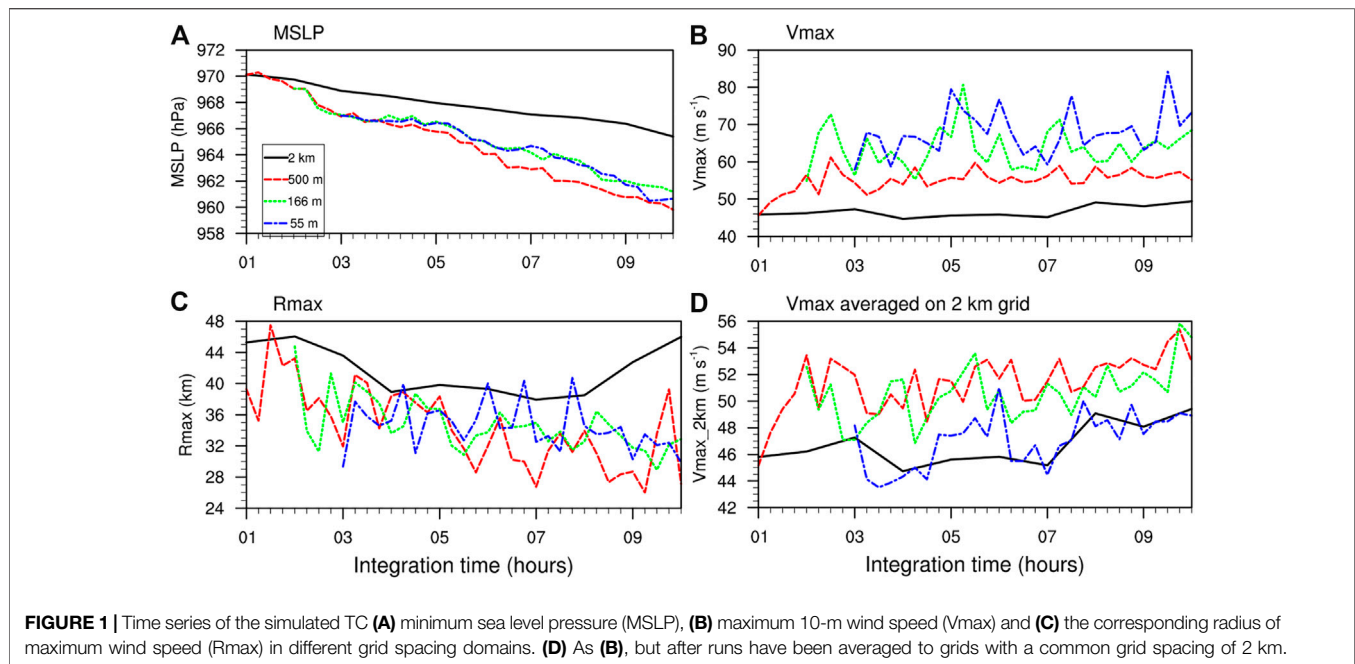 A MSLP
972
970
968
966
964
962
960
958
MSLP (hPa)
2 km
500 m
166 m
55 m
01 03 05 07 09
B Vmax
90
80
70
60
50
40
Vmax (m s⁻¹)
01 03 05 07 09
C Rmax
48
44
40
36
32
28
24
Rmax (km)
01 03 05 07 09
Integration time (hours)
D Vmax averaged on 2 km grid
56
54
52
50
48
46
44
42
Vmax_2km (m s⁻¹)
01 03 05 07 09
Integration time (hours)
FIGURE 1 | Time series of the simulated TC (A) minimum sea level pressure (MSLP), (B) maximum 10-m wind speed (Vmax) and (C) the corresponding radius of
maximum wind speed (Rmax) in different grid spacing domains. (D) As (B), but after runs have been averaged to grids with a common grid spacing of 2 km.